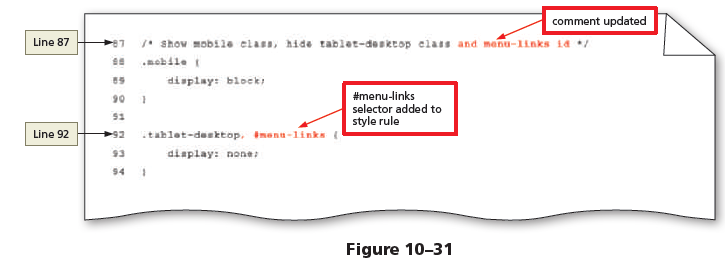 comment updated
Line 87
87 /* Show mobile class, hide tablet-desktop class and menu-links id */
88 .mobile {
89 display: block;
90 }
#menu-links
selector added to
style rule
91
Line 92
92 .tablet-desktop, #menu-links {
93 display: none;
94 }
Figure 10–31